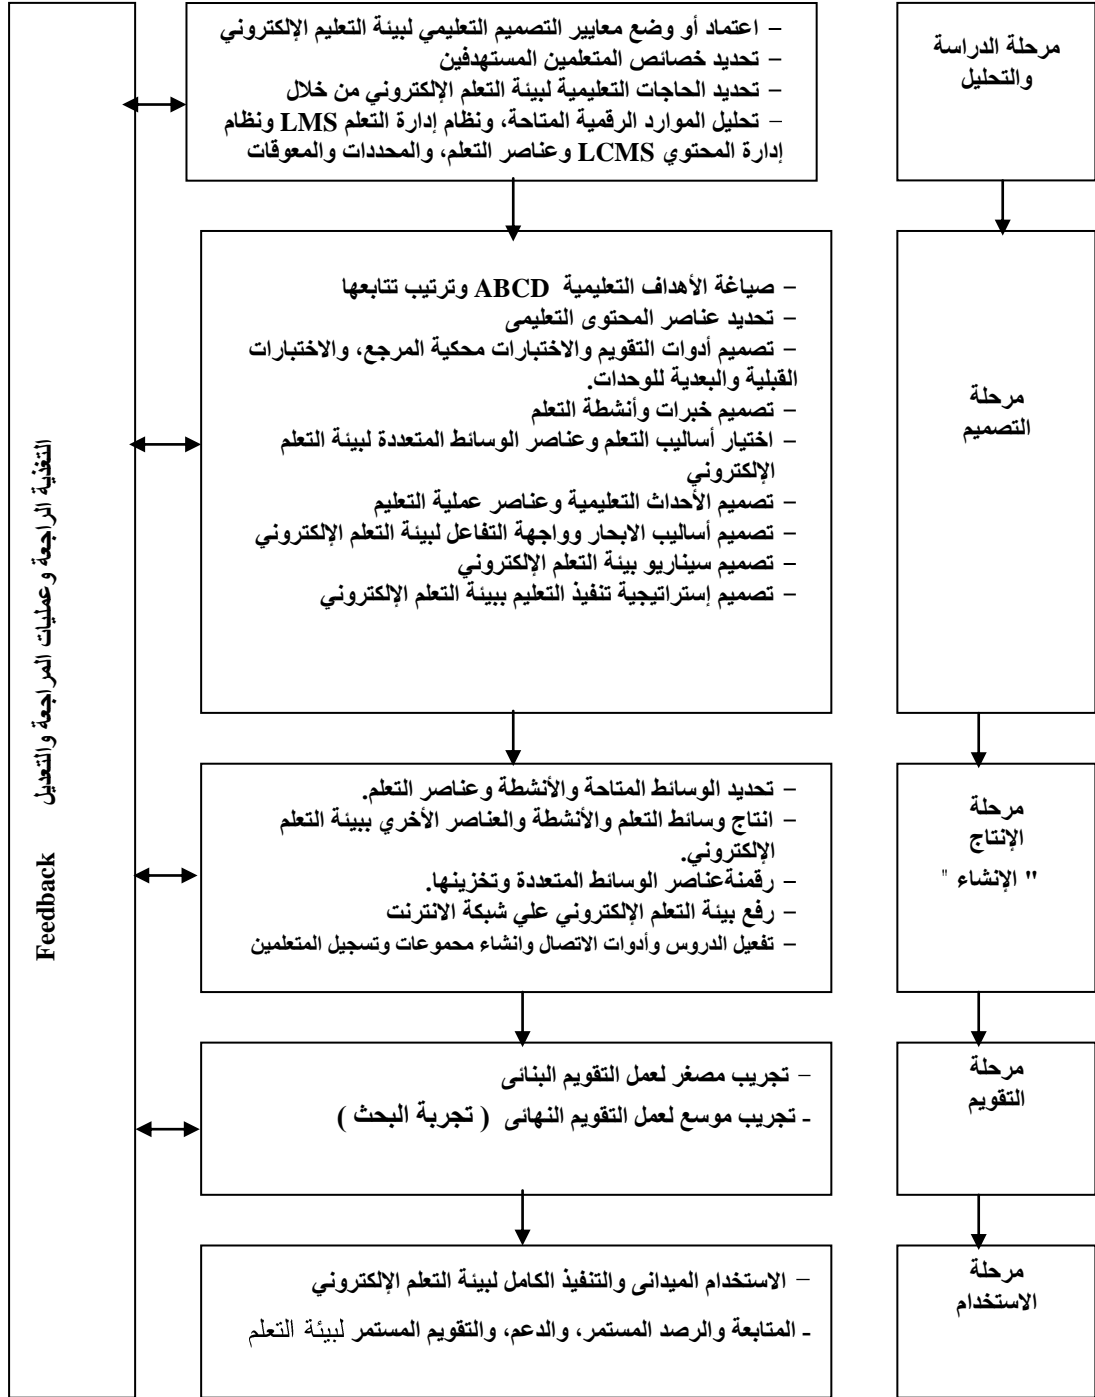 مرحلة الدراسة
والتحليل
– اعتماد أو وضع معايير التصميم التعليمي لبيئة التعليم الإلكتروني
– تحديد خصائص المتعلمين المستهدفين
– تحديد الحاجات التعليمية لبيئة التعلم الإلكتروني من خلال
– تحليل الموارد الرقمية المتاحة، ونظام إدارة التعلم LMS ونظام
إدارة المحتوي LCMS وعناصر التعلم، والمحددات والمعوقات
مرحلة
التصميم
– صياغة الأهداف التعليمية ABCD وترتيب تتابعها
– تحديد عناصر المحتوى التعليمى
– تصميم أدوات التقويم والاختبارات محكية المرجع، والاختبارات
القبلية والبعدية للوحدات.
– تصميم خبرات وأنشطة التعلم
– اختيار أساليب التعلم وعناصر الوسائط المتعددة لبيئة التعلم
الإلكتروني
– تصميم الأحداث التعليمية وعناصر عملية التعليم
– تصميم أساليب الابحار وواجهة التفاعل لبيئة التعلم الإلكتروني
– تصميم سيناريو بيئة التعلم الإلكتروني
– تصميم إستراتيجية تنفيذ التعليم ببيئة التعلم الإلكتروني
مرحلة
الإنتاج
" الإنشاء "
– تحديد الوسائط المتاحة والأنشطة وعناصر التعلم.
– انتاج وسائط التعلم والأنشطة والعناصر الأخري ببيئة التعلم
الإلكتروني.
– رقمنةعناصر الوسائط المتعددة وتخزينها.
– رفع بيئة التعلم الإلكتروني علي شبكة الانترنت
– تفعيل الدروس وأدوات الاتصال وانشاء محموعات وتسجيل المتعلمين
مرحلة
التقويم
– تجريب مصغر لعمل التقويم البنائى
- تجريب موسع لعمل التقويم النهائى ( تجربة البحث )
مرحلة
الاستخدام
– الاستخدام الميدانى والتنفيذ الكامل لبيئة التعلم الإلكتروني
- المتابعة والرصد المستمر، والدعم، والتقويم المستمر لبيئة التعلم
التغذية الراجعة وعمليات المراجعة والتعديل Feedback